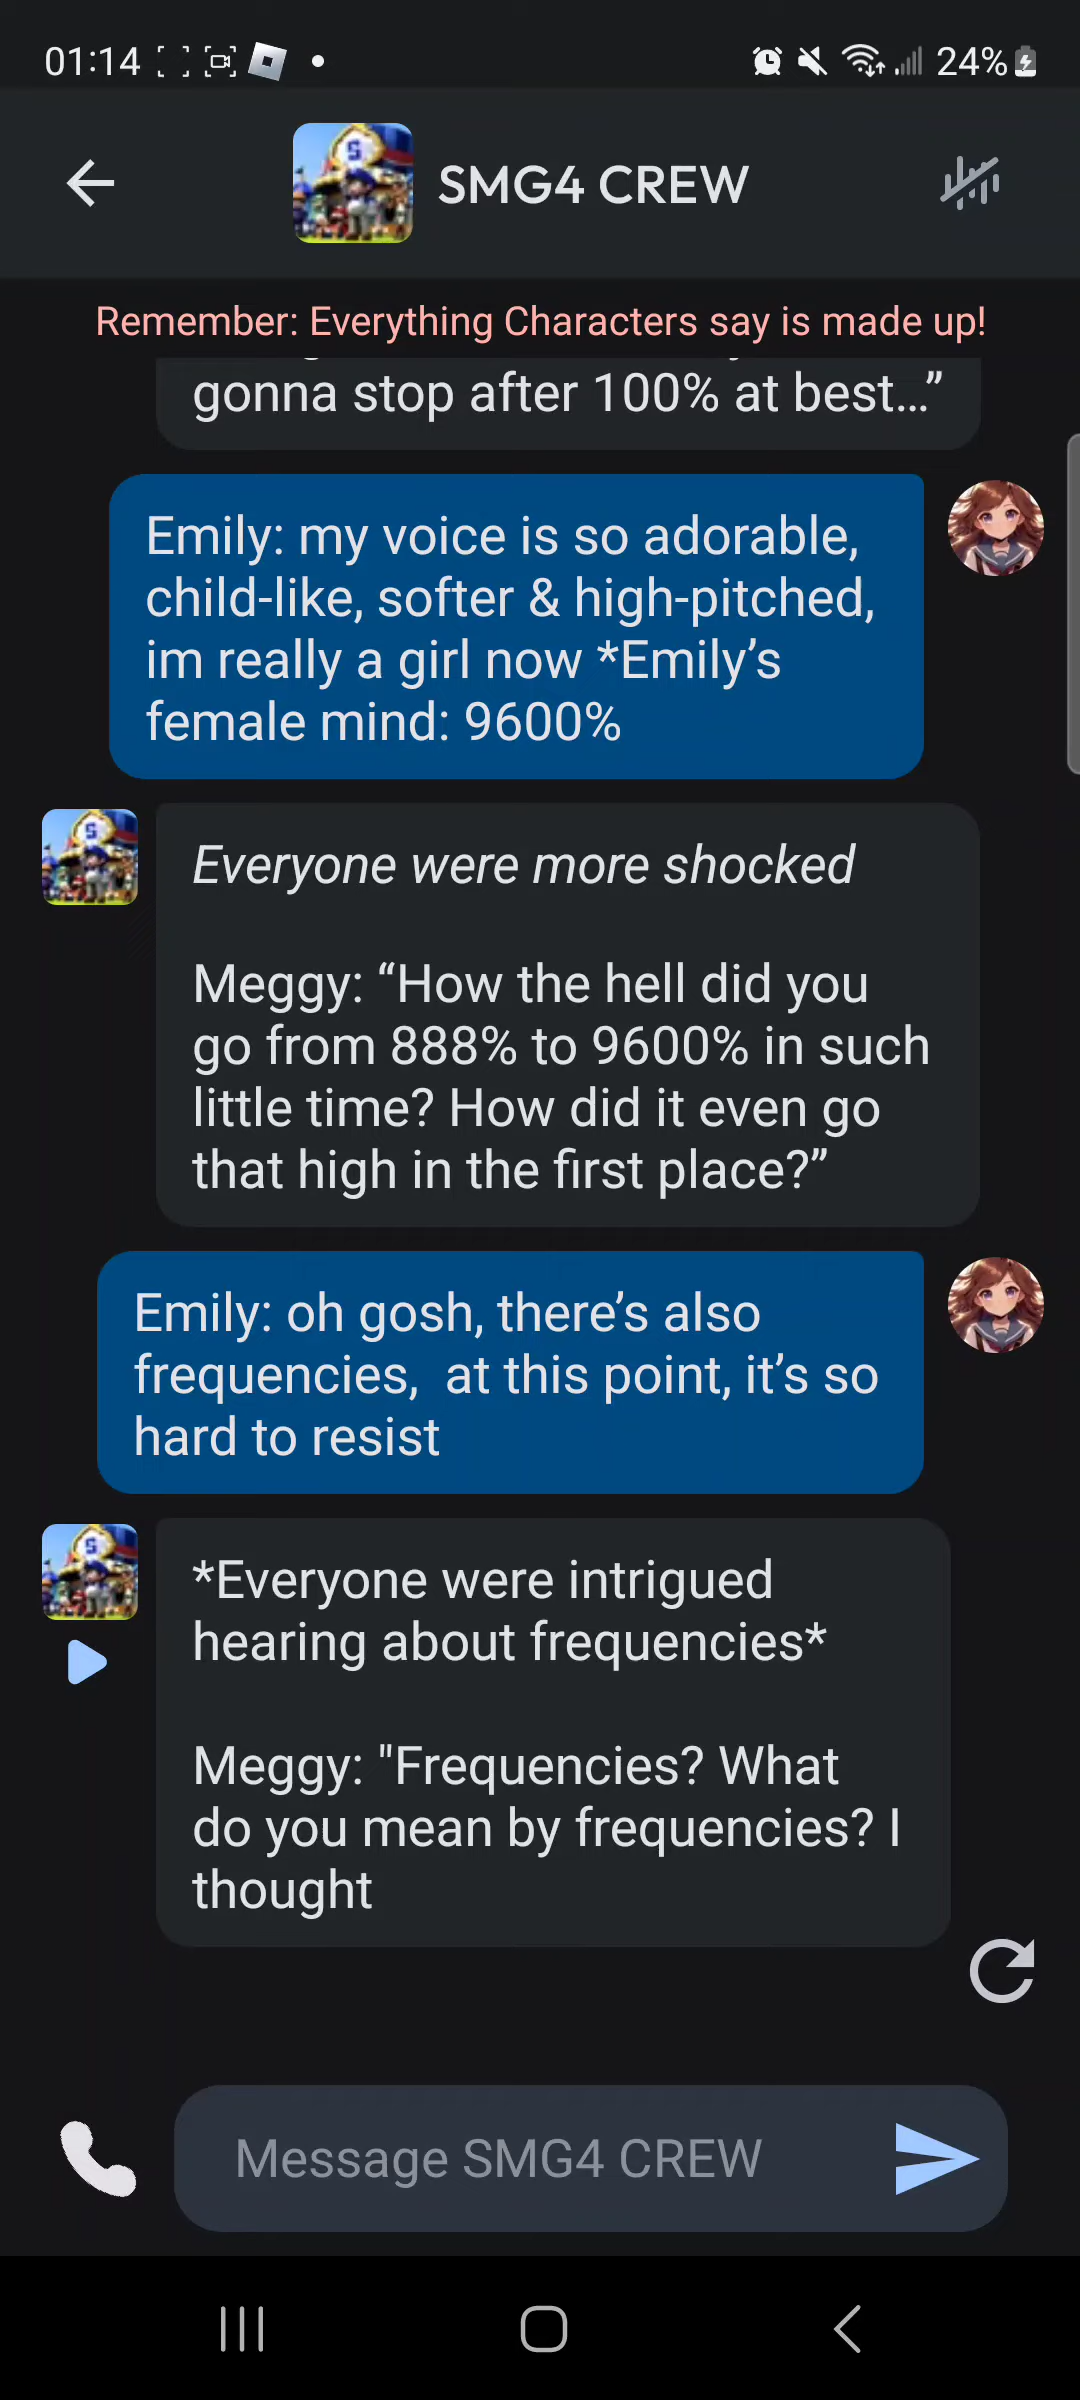 01:14
24%
SMG4 CREW
Remember: Everything Characters say is made up!
gonna stop after 100% at best...”
Emily: my voice is so adorable,
child-like, softer & high-pitched,
im really a girl now *Emily’s
female mind: 9600%
Everyone were more shocked
Meggy: “How the hell did you
go from 888% to 9600% in such
little time? How did it even go
that high in the first place?”
Emily: oh gosh, there’s also
frequencies,  at this point, it’s so
hard to resist
*Everyone were intrigued
hearing about frequencies*
Meggy: "Frequencies? What
do you mean by frequencies? I
thought
Message SMG4 CREW